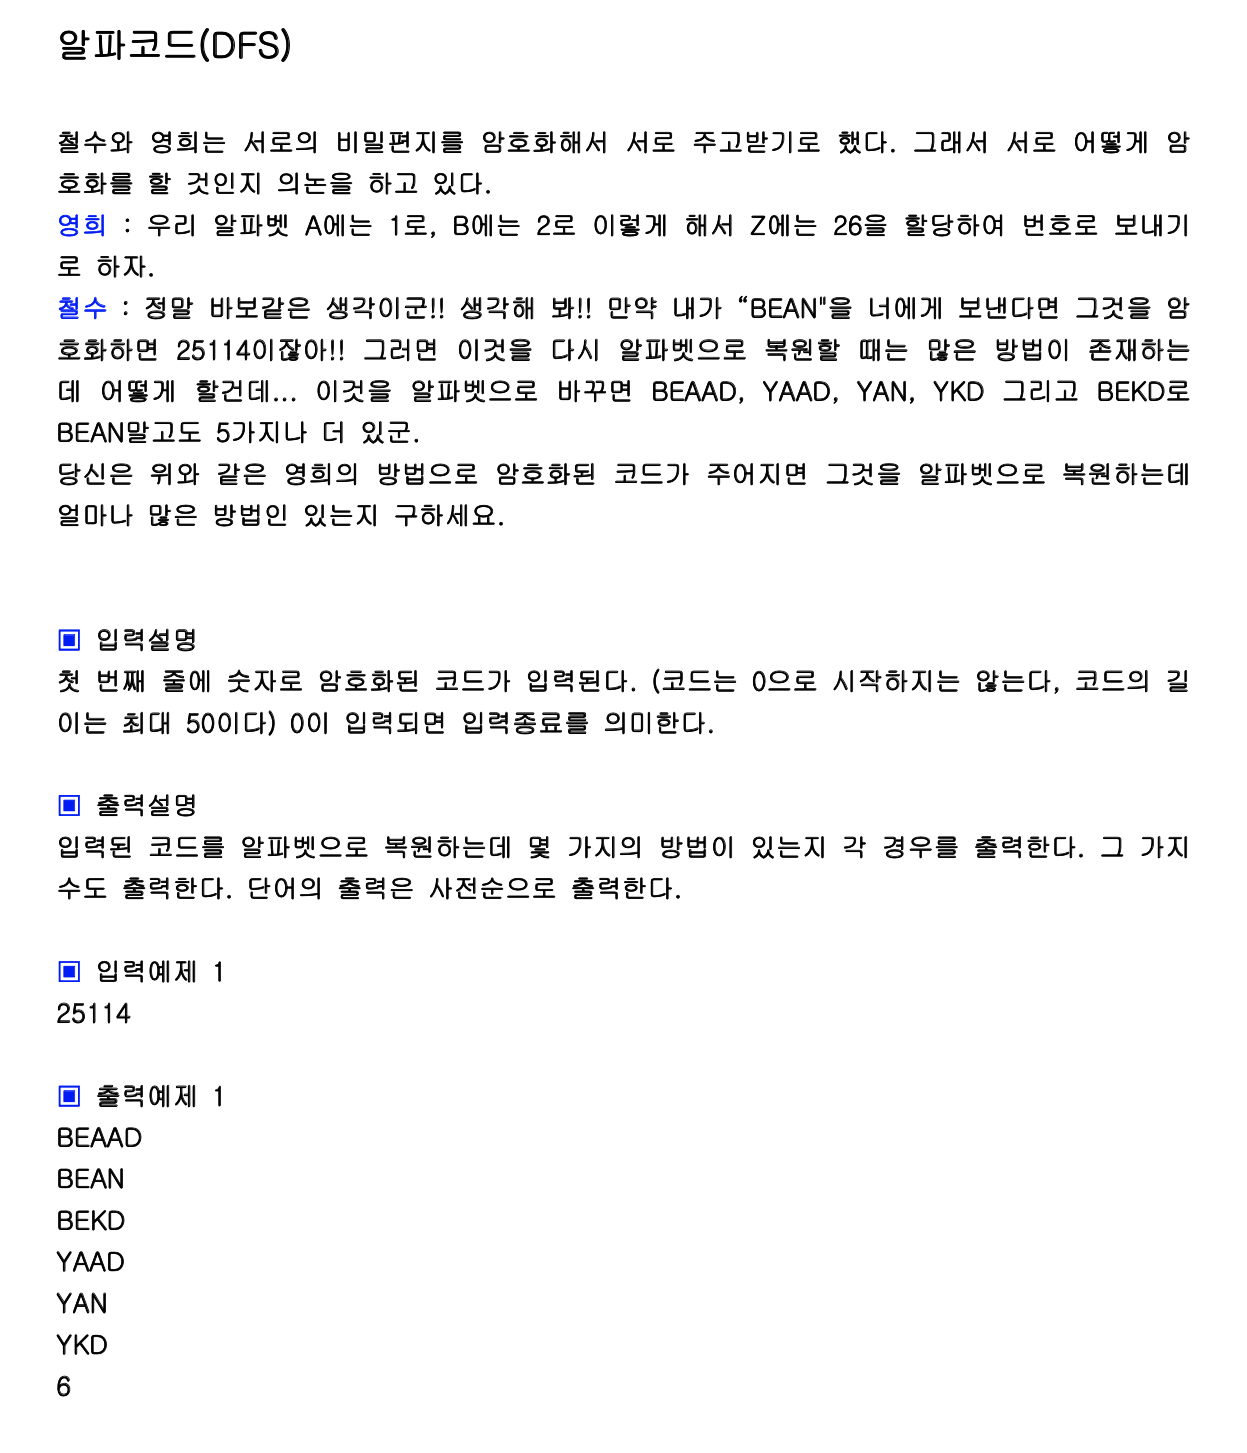 알파코드(DFS)
철수와 영희는 서로의 비밀편지를 암호화해서 서로 주고받기로 했다. 그래서 서로 어떻게 암
호화를 할 것인지 의논을 하고 있다.
영희 : 우리 알파벳 A에는 1로, B에는 2로 이렇게 해서 Z에는 26을 할당하여 번호로 보내기
로 하자.
철수 : 정말 바보같은 생각이군!! 생각해 봐!! 만약 내가 “BEAN"을 너에게 보낸다면 그것을 암
호화하면 25114이잖아!! 그러면 이것을 다시 알파벳으로 복원할 때는 많은 방법이 존재하는
데 어떻게 할건데... 이것을 알파벳으로 바꾸면 BEAAD, YAAD, YAN, YKD 그리고 BEKD로
BEAN말고도 5가지나 더 있군.
당신은 위와 같은 영희의 방법으로 암호화된 코드가 주어지면 그것을 알파벳으로 복원하는데
얼마나 많은 방법인 있는지 구하세요.
▣ 입력설명
첫 번째 줄에 숫자로 암호화된 코드가 입력된다. (코드는 0으로 시작하지는 않는다, 코드의 길
이는 최대 50이다) 0이 입력되면 입력종료를 의미한다.
▣ 출력설명
입력된 코드를 알파벳으로 복원하는데 몇 가지의 방법이 있는지 각 경우를 출력한다. 그 가지
수도 출력한다. 단어의 출력은 사전순으로 출력한다.
▣ 입력예제 1
25114
▣ 출력예제 1
BEAAD
BEAN
BEKD
YAAD
YAN
YKD
6